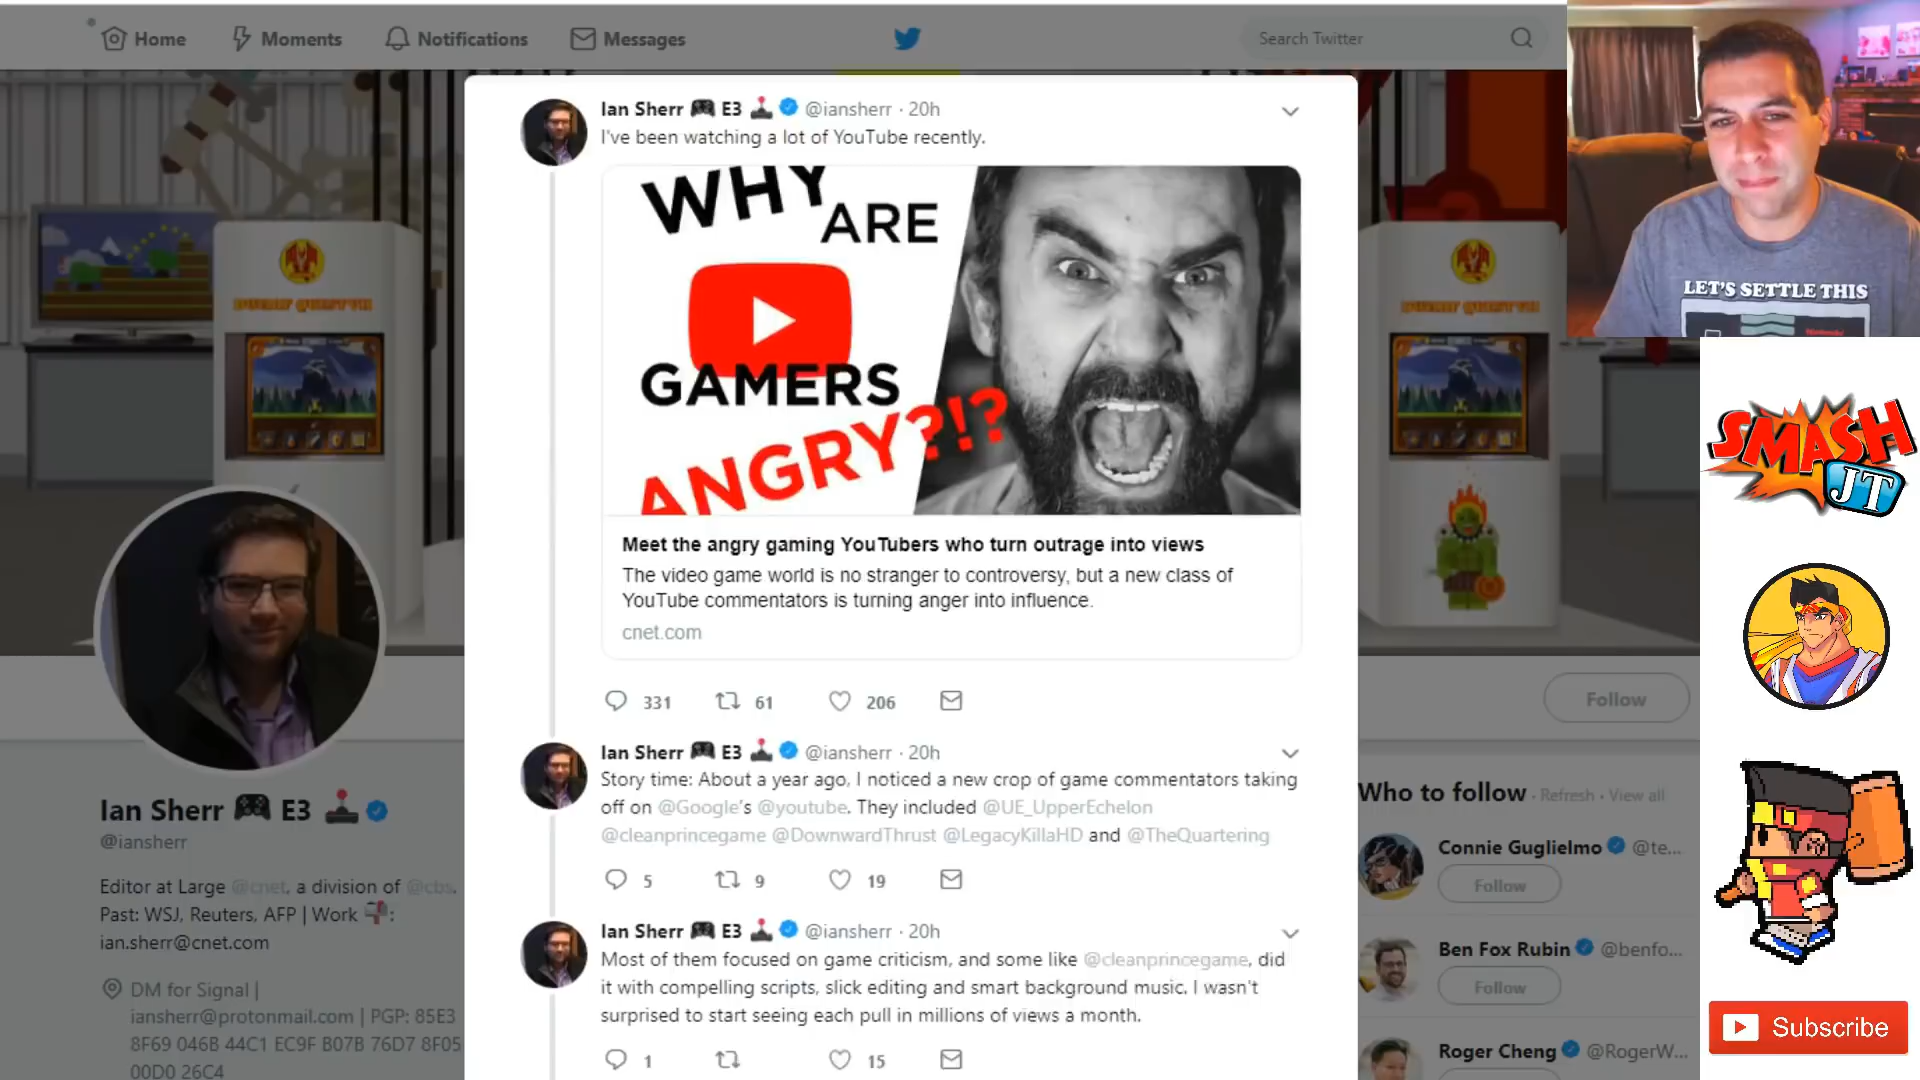 Home
Moments
Notifications
Messages
Search Twitter
Ian Sherr E3 @iansherr · 20h
I've been watching a lot of YouTube recently.
WHY
ARE
GAMERS
ANGRY?!?
Meet the angry gaming YouTubers who turn outrage into views
The video game world is no stranger to controversy, but a new class of
YouTube commentators is turning anger into influence.
cnet.com
331 61 206
Ian Sherr E3 @iansherr · 20h
Story time: About a year ago, I noticed a new crop of game commentators taking
off on @Google's @youtube. They included @UE_UpperEchelon
@cleanprincegame @DownwardThrust @LegacyKillaHD and @TheQuartering
5 9 19
Ian Sherr E3 @iansherr · 20h
Most of them focused on game criticism, and some like @cleanprincegame, did
it with compelling scripts, slick editing and smart background music. I wasn't
surprised to start seeing each pull in millions of views a month.
1 15
Ian Sherr E3
@iansherr
Editor at Large @cnet, a division of @cbs.
Past: WSJ, Reuters, AFP | Work :
ian.sherr@cnet.com
DM for Signal |
iansherr@protonmail.com | PGP: 85E3
8F69 046B 44C1 EC9F B07B 76D7 8F05
00D0 26C4
Follow
Who to follow · Refresh · View all
Connie Guglielmo @te...
Follow
Ben Fox Rubin @benfo...
Follow
Roger Cheng @RogerW...
LET'S SETTLE THIS
Nintendo
SMASH
JT
Subscribe